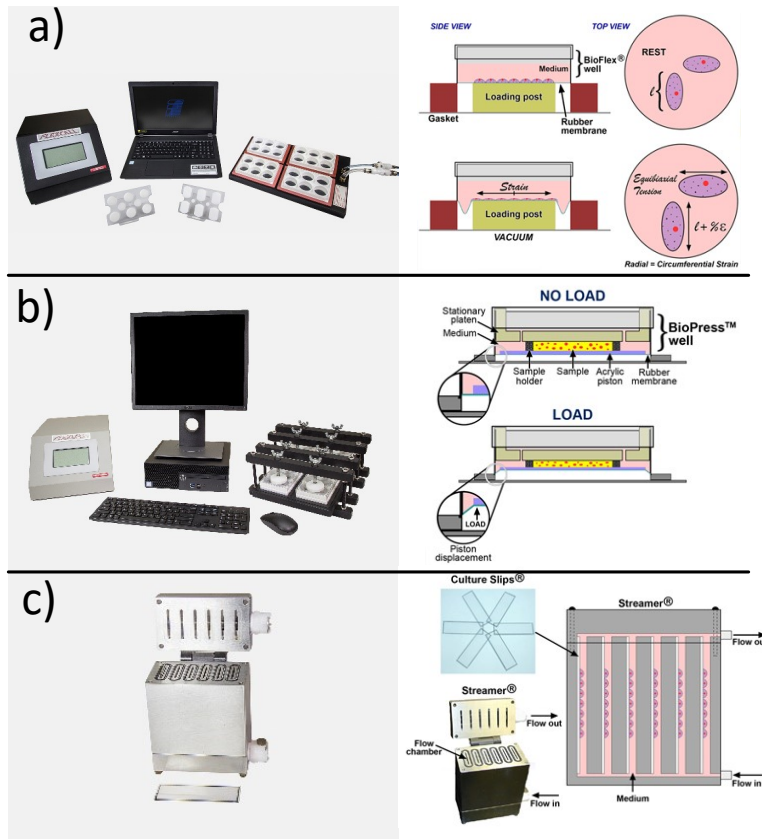 a)
SIDE VIEW
TOP VIEW
BioFlex®
well
Medium
Loading post
Gasket
Rubber
membrane
REST
ℓ
Strain
Loading post
VACUUM
Equibiaxial
Tension
ℓ + %ε
Radial = Circumferential Strain
b)
NO LOAD
Stationary
platen
Medium
BioPress™
well
Sample
holder
Sample
Acrylic
piston
Rubber
membrane
LOAD
LOAD
Piston
displacement
c)
Culture Slips®
Streamer®
Flow out
Streamer®
Flow out
Flow
chamber
Flow in
Flow in
Medium